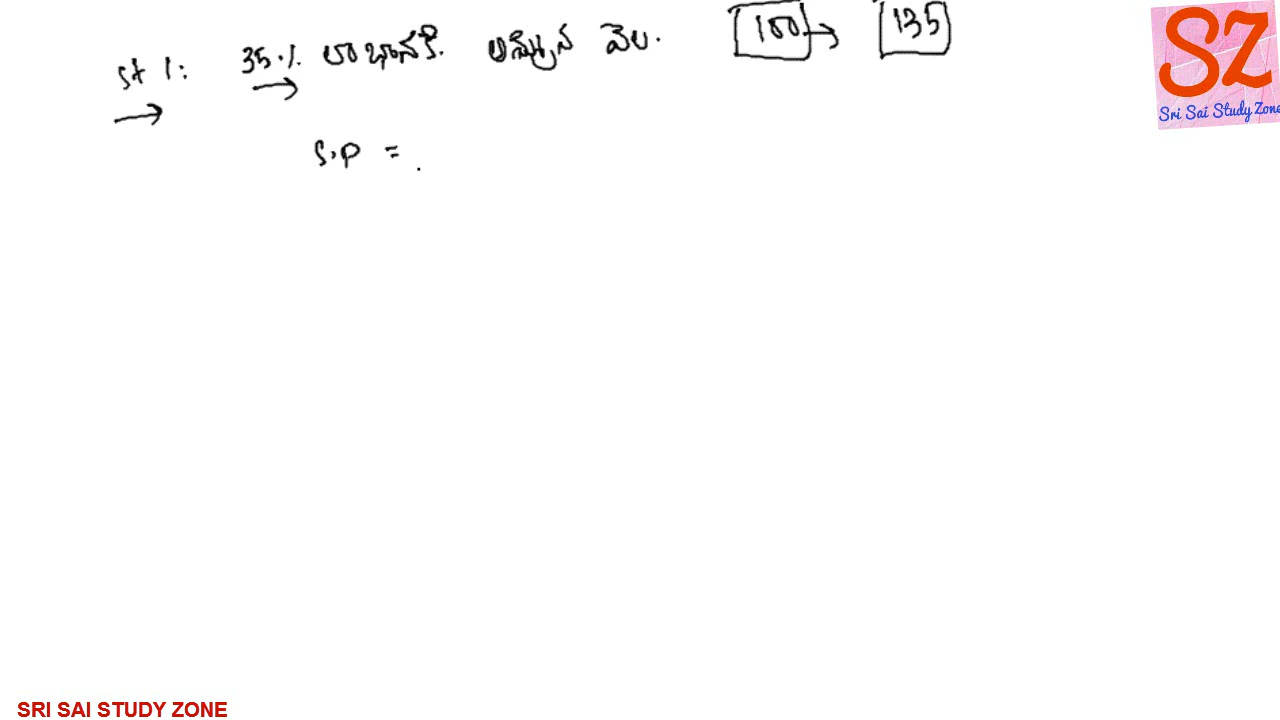 St 1: 35% లాభానికి అమ్మిన వెల. 100 → 135
S.P =
SZ
Sri Sai Study Zone
SRI SAI STUDY ZONE